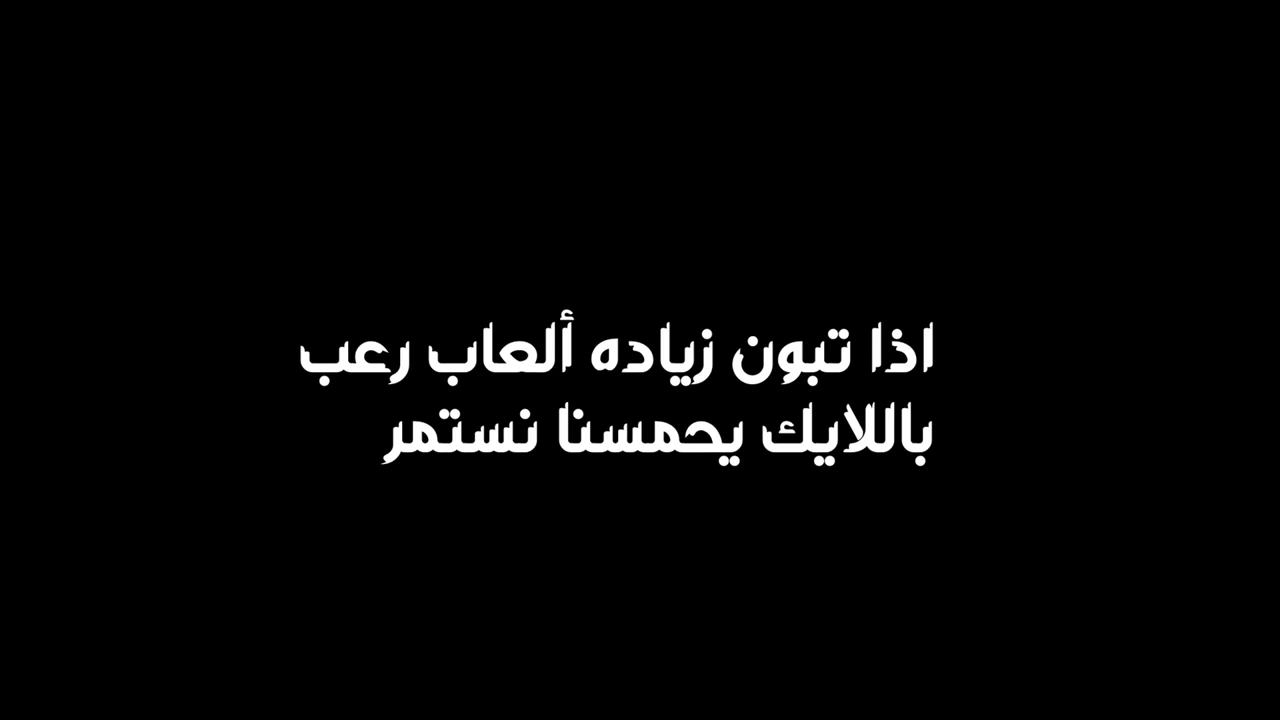 اذا تبون زياده ألعاب رعب
باللايك يحمسنا نستمر